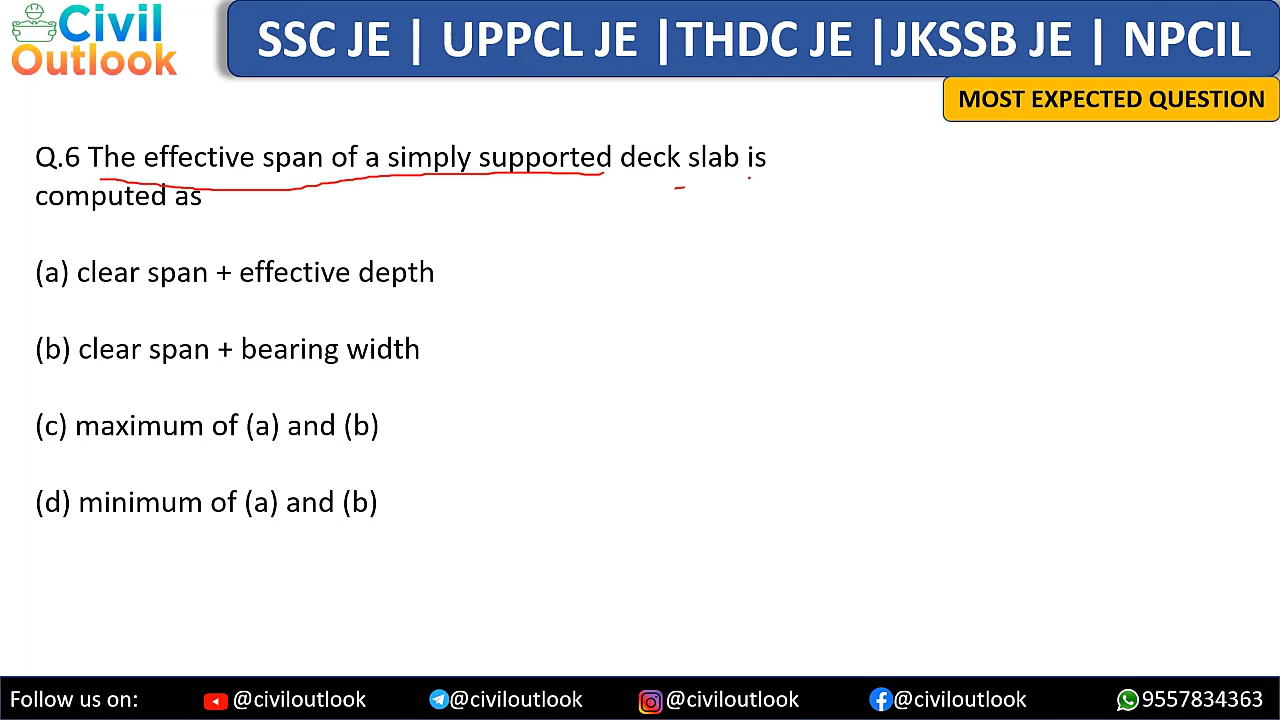 Civil
Outlook
SSC JE | UPPCL JE |THDC JE |JKSSB JE | NPCIL
MOST EXPECTED QUESTION
Q.6 The effective span of a simply supported deck slab is
computed as
(a) clear span + effective depth
(b) clear span + bearing width
(c) maximum of (a) and (b)
(d) minimum of (a) and (b)
Follow us on: @civiloutlook @civiloutlook @civiloutlook @civiloutlook 9557834363